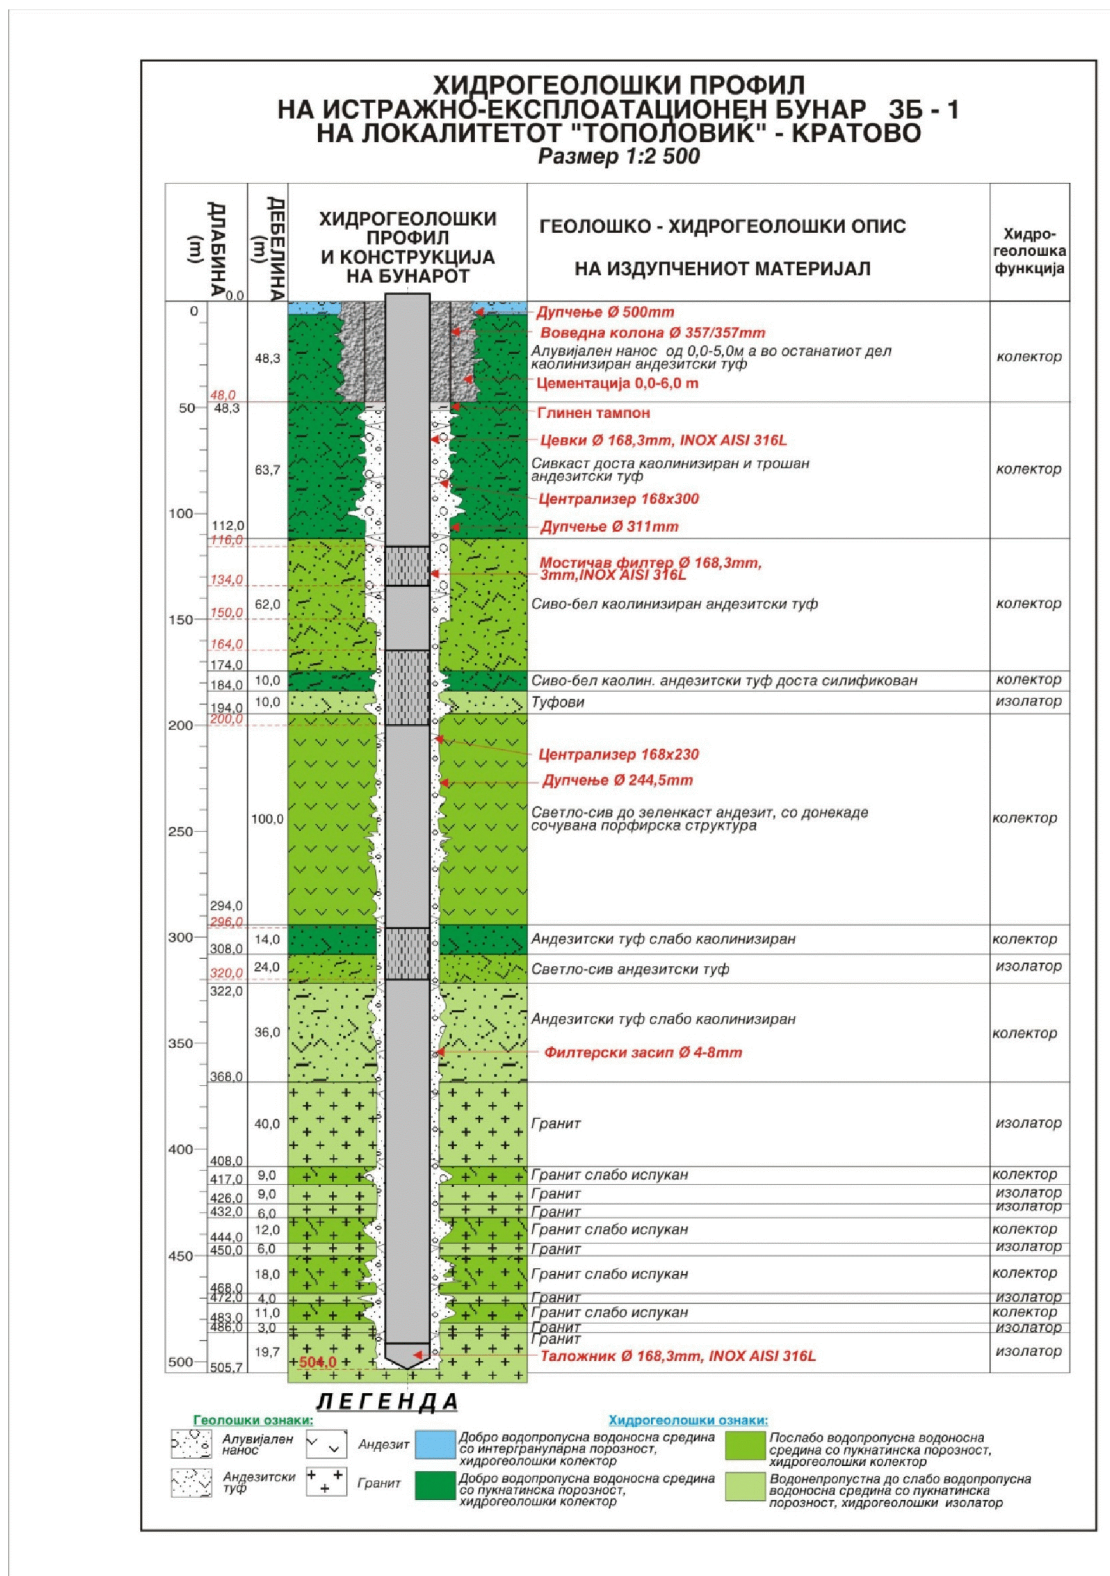 ХИДРОГЕОЛОШКИ ПРОФИЛ
НА ИСТРАЖНО-ЕКСПЛОАТАЦИОНЕН БУНАР ЗБ - 1
НА ЛОКАЛИТЕТОТ "ТОПОЛОВИЌ" - КРАТОВО
Размер 1:2 500
ДЛАБИНА
(m)
ДЕБЕЛИНА
(m)
ХИДРОГЕОЛОШКИ
ПРОФИЛ
И КОНСТРУКЦИЈА
НА БУНАРОТ
ГЕОЛОШКО - ХИДРОГЕОЛОШКИ ОПИС
НА ИЗДУПЧЕНИОТ МАТЕРИЈАЛ
Хидро-
геолошка
функција
0.0
0
Дупчење Ø 500mm
Воведна колона Ø 357/357mm
48,3
Алувијален нанос од 0,0-5,0м а во останатиот дел
каолинизиран андезитски туф
колектор
Цементација 0,0-6,0 m
48,0
50
48,3
Глинен тампон
Цевки Ø 168,3mm, INOX AISI 316L
63,7
Сивкаст доста каолинизиран и трошан
андезитски туф
колектор
Централизер 168x300
100
112,0
Дупчење Ø 311mm
116,0
Мостичав филтер Ø 168,3mm,
3mm,INOX AISI 316L
134,0
62,0
Сиво-бел каолинизиран андезитски туф
колектор
150
150,0
164,0
174,0
10,0
Сиво-бел каолин. андезитски туф доста силификован
колектор
184,0
10,0
Туфови
изолатор
194,0
200
200,0
Централизер 168x230
Дупчење Ø 244,5mm
100,0
Светло-сив до зеленкаст андезит, со донекаде
сочувана порфирска структура
колектор
250
294,0
296,0
300
14,0
Андезитски туф слабо каолинизиран
колектор
308,0
24,0
Светло-сив андезитски туф
изолатор
320,0
322,0
Андезитски туф слабо каолинизиран
36,0
колектор
350
Филтерски засип Ø 4-8mm
368,0
40,0
Гранит
изолатор
400
408,0
9,0
Гранит слабо испукан
колектор
417,0
9,0
Гранит
изолатор
426,0
6,0
Гранит
изолатор
432,0
12,0
Гранит слабо испукан
колектор
444,0
6,0
Гранит
изолатор
450
450,0
18,0
Гранит слабо испукан
колектор
468,0
4,0
Гранит
изолатор
472,0
11,0
Гранит слабо испукан
колектор
483,0
3,0
Гранит
изолатор
486,0
Гранит
19,7
изолатор
Таложник Ø 168,3mm, INOX AISI 316L
500
505,7
504,0
ЛЕГЕНДА
Геолошки ознаки:
Алувијален
нанос
Андезит
Андезитски
туф
Гранит
Хидрогеолошки ознаки:
Добро водопропусна водоносна средина
со интергрануларна порозност,
хидрогеолошки колектор
Добро водопропусна водоносна средина
со пукнатинска порозност,
хидрогеолошки колектор
Послабо водопропусна водоносна
средина со пукнатинска порозност,
хидрогеолошки колектор
Водонепропустна до слабо водопропусна
водоносна средина со пукнатинска
порозност, хидрогеолошки изолатор